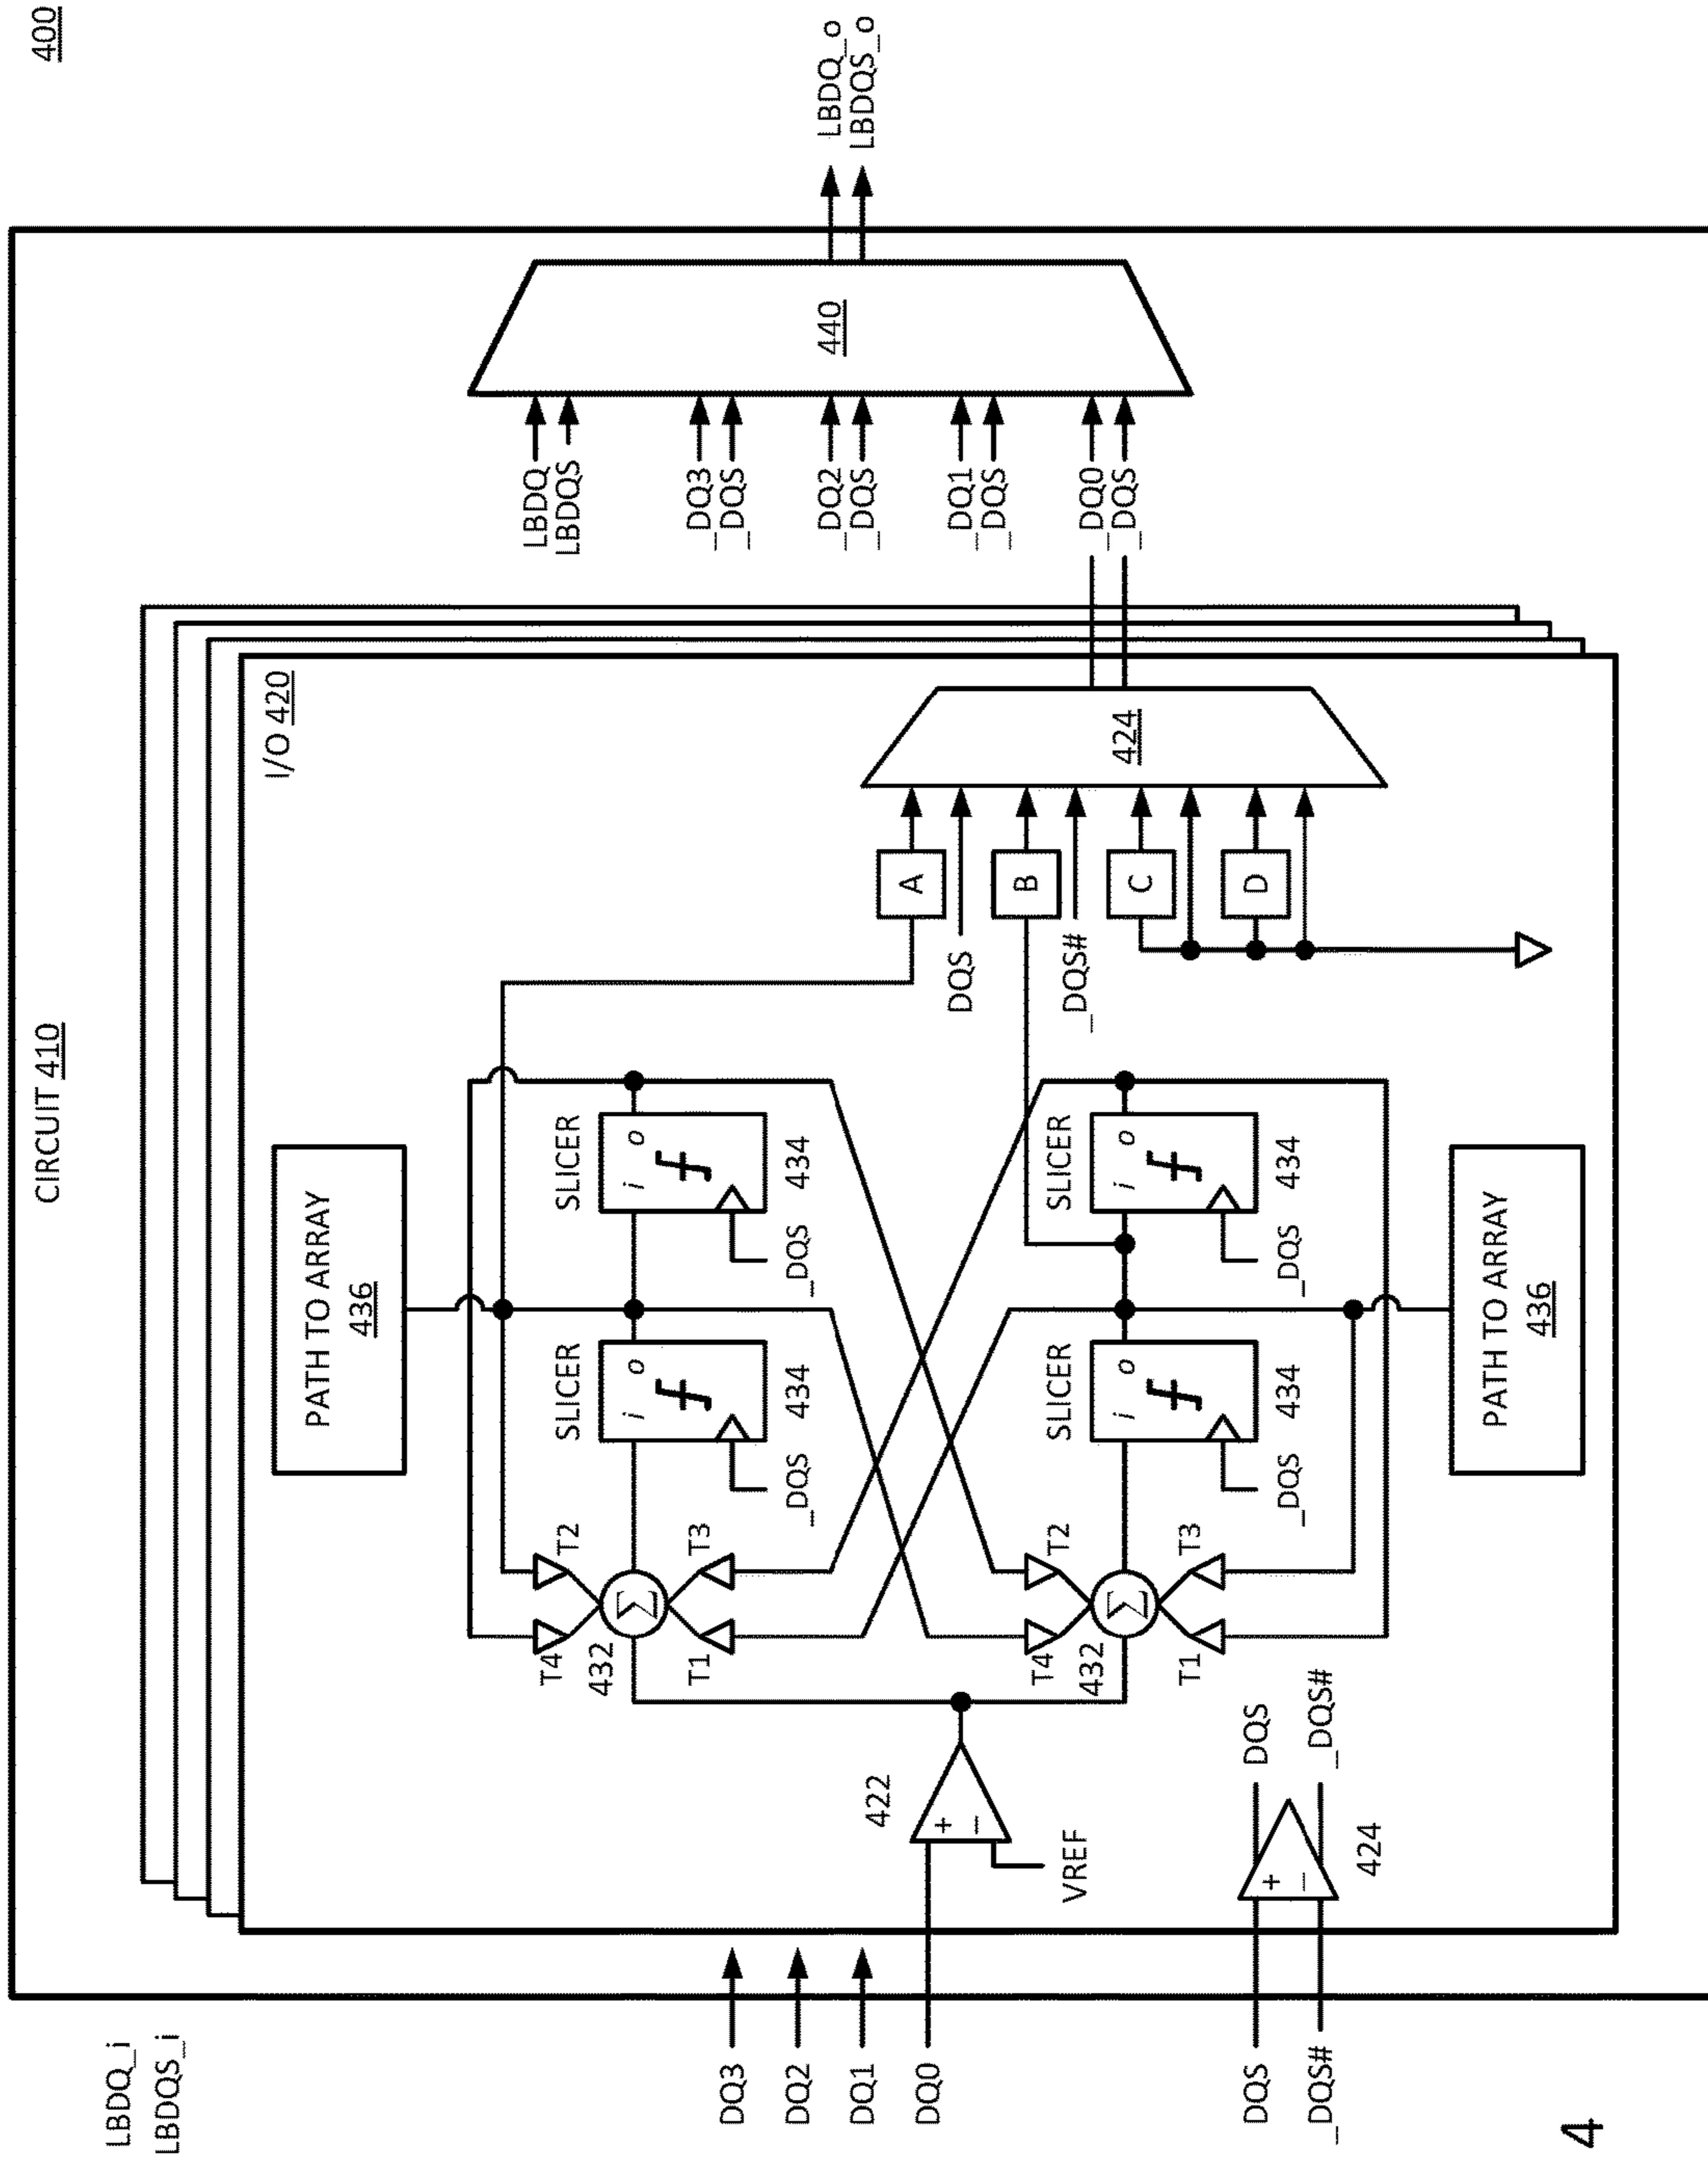 400
CIRCUIT 410
LBDQ_i
LBDQS_i
I/O 420
PATH TO ARRAY
436
T4
T2
432
Σ
T1
T3
SLICER
i
o
434
_DQS
SLICER
i
o
434
_DQS
LBDQ
LBDQS
_DQ3
_DQS
_DQ2
_DQS
_DQ1
_DQS
_DQ0
_DQS
440
LBDQ_o
LBDQS_o
DQ3
DQ2
DQ1
DQ0
422
+
−
VREF
A
DQS
B
_DQS#
C
D
424
T4
T2
432
Σ
T1
T3
SLICER
i
o
434
_DQS
SLICER
i
o
434
_DQS
DQS
_DQS#
+
−
424
DQS
_DQS#
PATH TO ARRAY
436
4